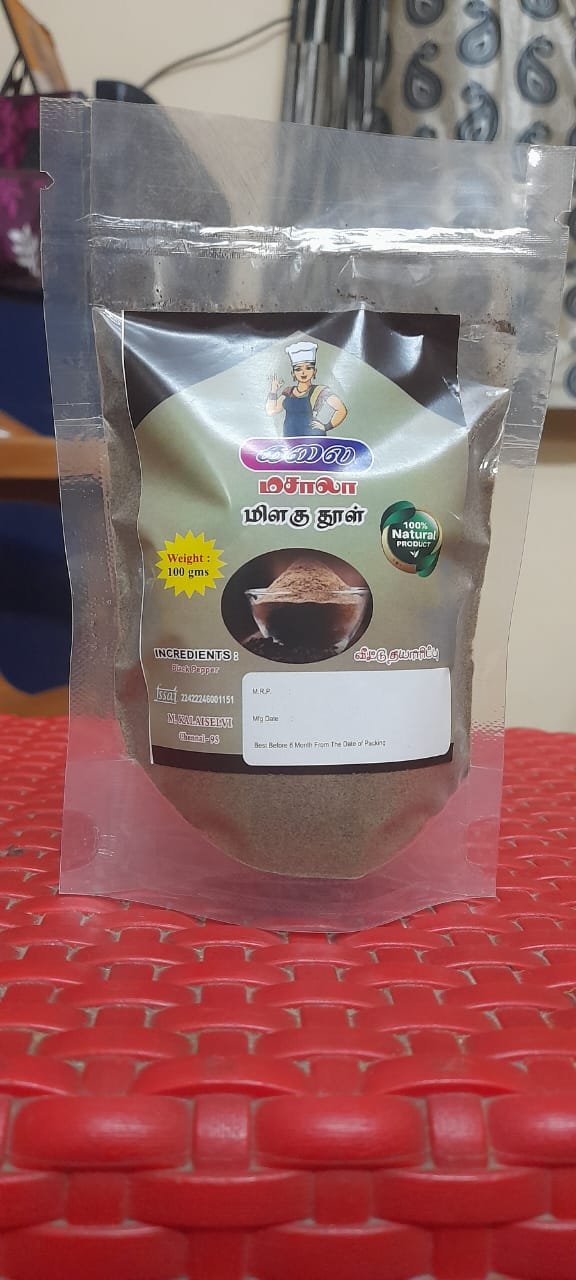 கலை
மசாலா
மிளகு தூள்
100%
Natural
PRODUCT
Weight :
100 gms
INCREDIENTS :
Black Pepper
வீட்டு தயாரிப்பு
fssai 22422246001151
M. KALAISELVI
Chennai - 95
M.R.P. :
Mfg Date :
Best Before 6 Month From The Date of Packing